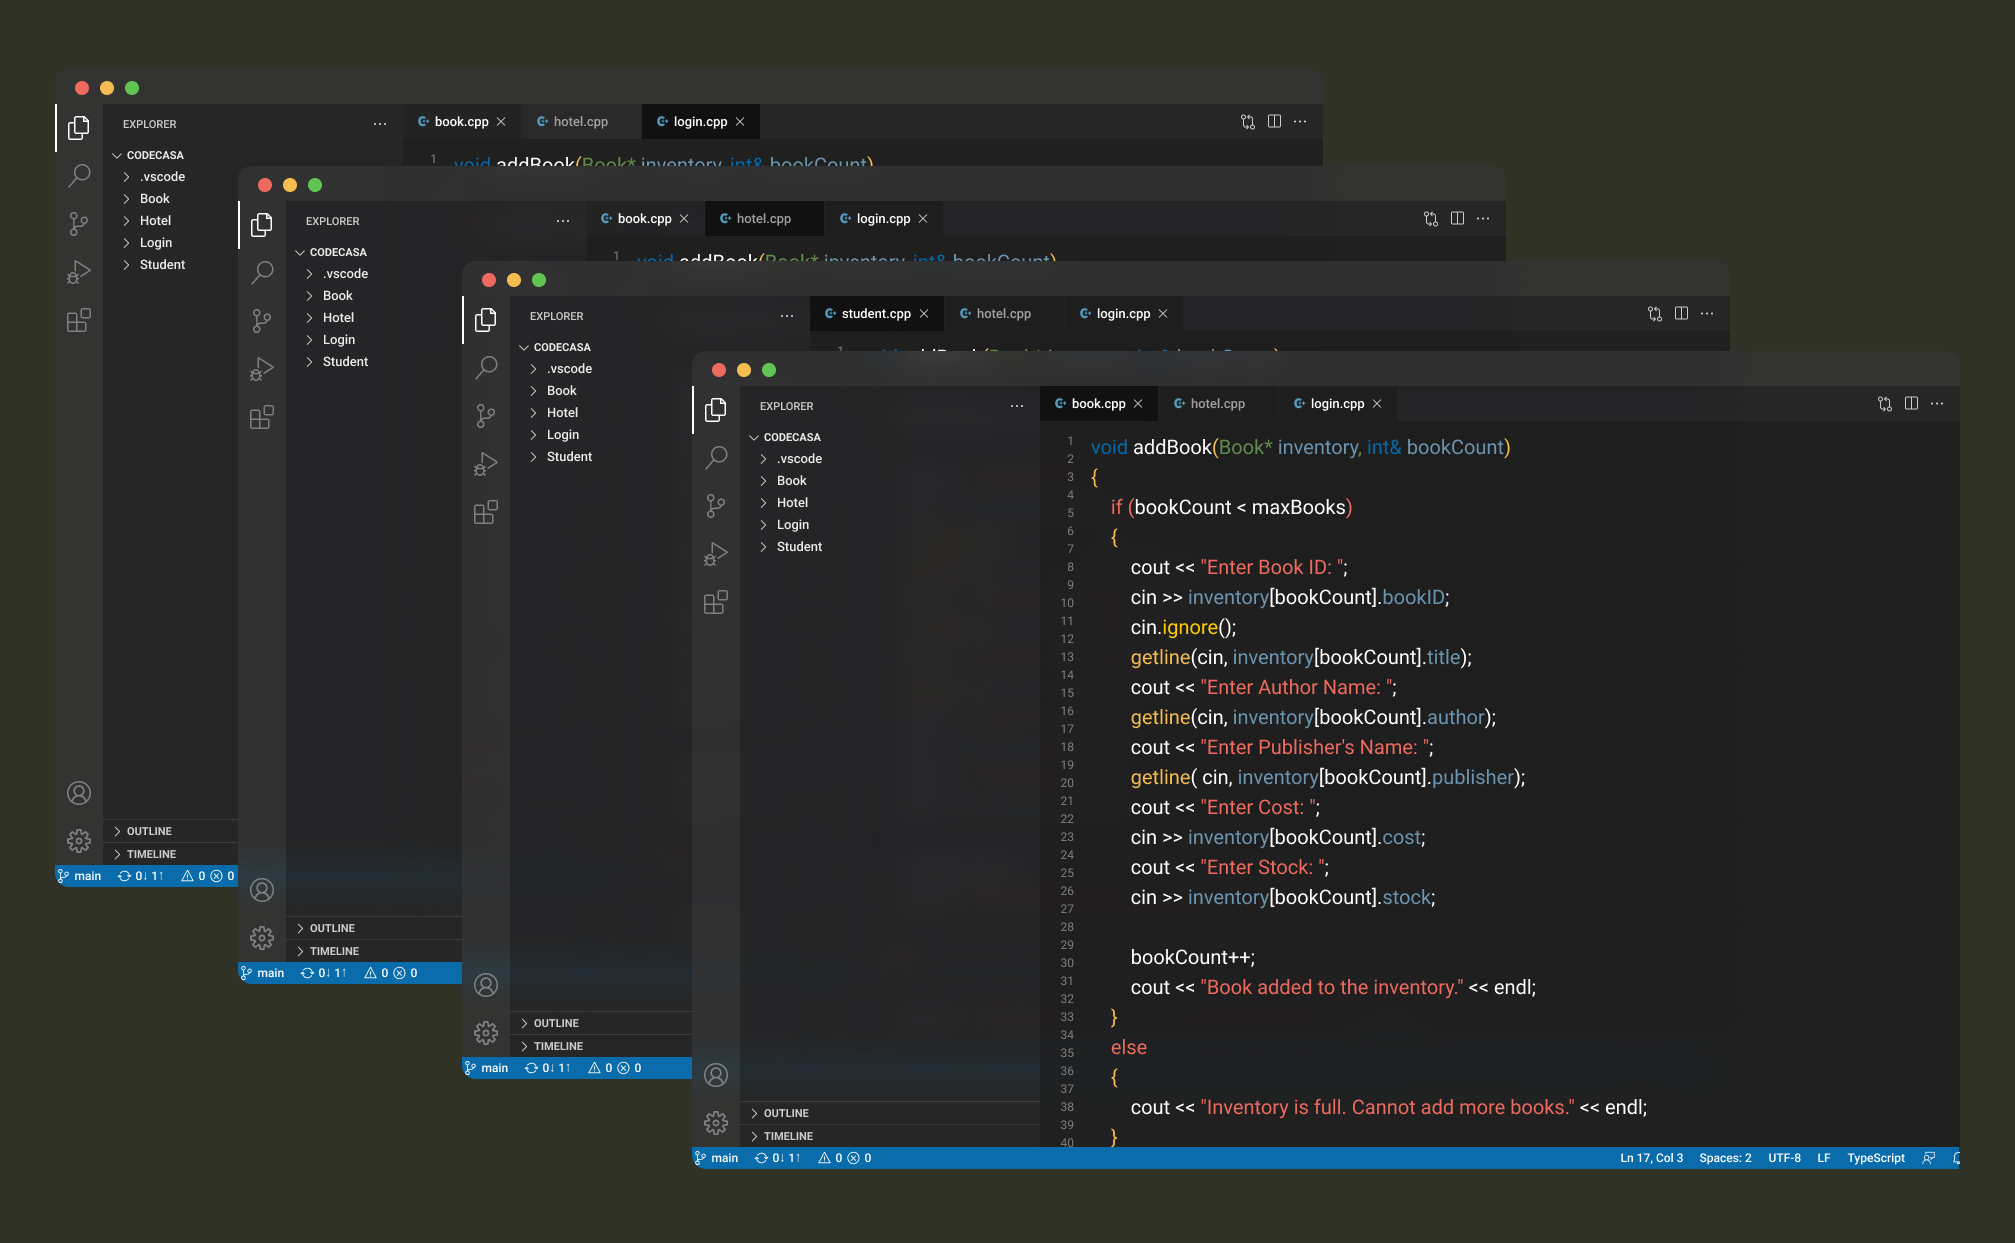 EXPLORER
book.cpp
hotel.cpp
login.cpp
CODECASA
.vscode
Book
Hotel
Login
Student
1
void addBook(Book* inventory, int& bookCount)
OUTLINE
TIMELINE
main 0↓ 1↑ 0 0
EXPLORER
book.cpp
hotel.cpp
login.cpp
CODECASA
.vscode
Book
Hotel
Login
Student
1
void addBook(Book* inventory, int& bookCount)
OUTLINE
TIMELINE
main 0↓ 1↑ 0 0
EXPLORER
student.cpp
hotel.cpp
login.cpp
CODECASA
.vscode
Book
Hotel
Login
Student
OUTLINE
TIMELINE
main 0↓ 1↑ 0 0
EXPLORER
book.cpp
hotel.cpp
login.cpp
CODECASA
.vscode
Book
Hotel
Login
Student
OUTLINE
TIMELINE
1
2
3
4
5
6
7
8
9
10
11
12
13
14
15
16
17
18
19
20
21
22
23
24
25
26
27
28
29
30
31
32
33
34
35
36
37
38
39
40
void addBook(Book* inventory, int& bookCount)
{
if (bookCount < maxBooks)
{
cout << "Enter Book ID: ";
cin >> inventory[bookCount].bookID;
cin.ignore();
getline(cin, inventory[bookCount].title);
cout << "Enter Author Name: ";
getline(cin, inventory[bookCount].author);
cout << "Enter Publisher's Name: ";
getline( cin, inventory[bookCount].publisher);
cout << "Enter Cost: ";
cin >> inventory[bookCount].cost;
cout << "Enter Stock: ";
cin >> inventory[bookCount].stock;
bookCount++;
cout << "Book added to the inventory." << endl;
}
else
{
cout << "Inventory is full. Cannot add more books." << endl;
}
main 0↓ 1↑ 0 0 Ln 17, Col 3 Spaces: 2 UTF-8 LF TypeScript